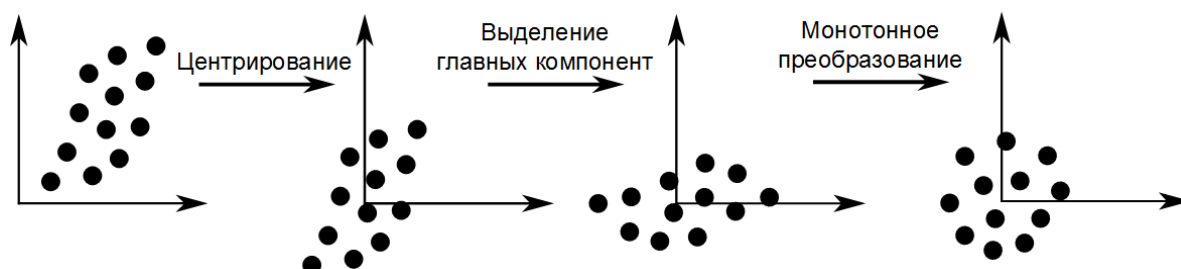 Центрирование
Выделение
главных компонент
Монотонное
преобразование